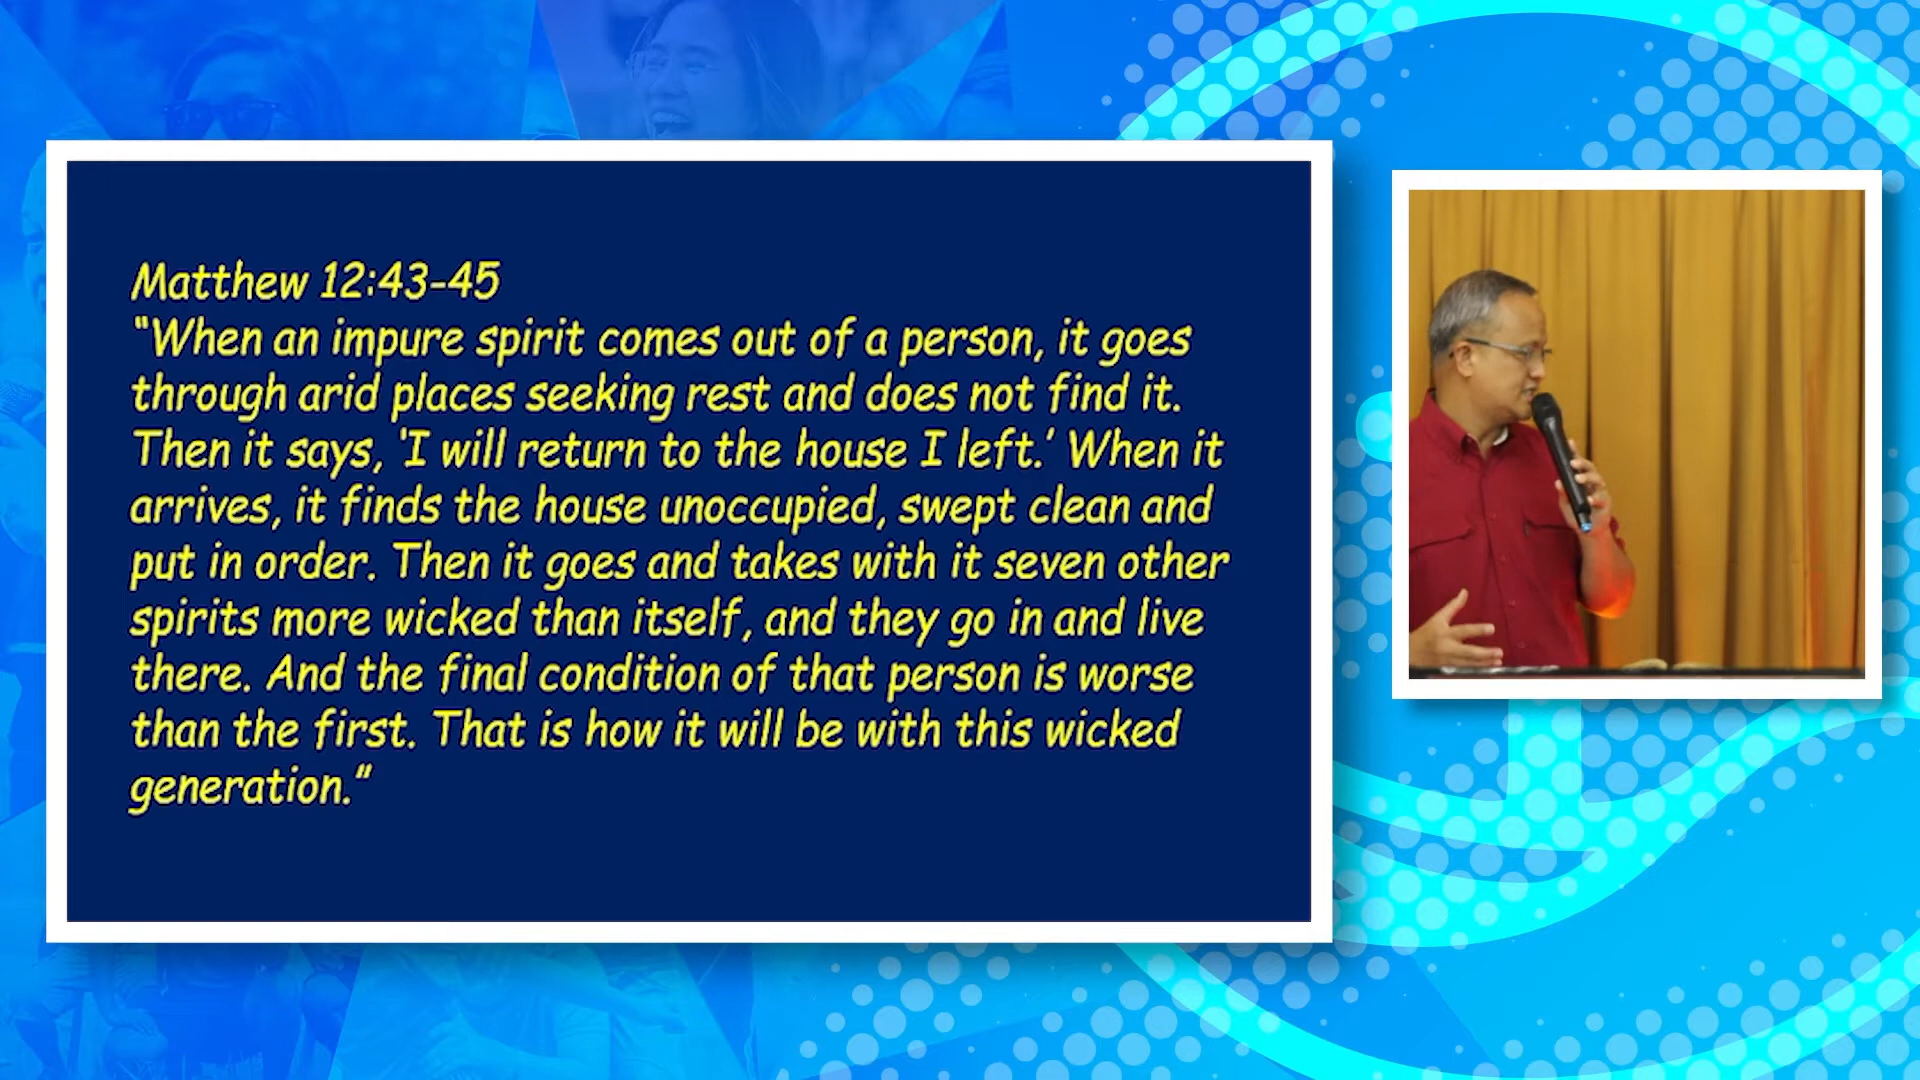 Matthew 12:43-45
"When an impure spirit comes out of a person, it goes
through arid places seeking rest and does not find it.
Then it says, 'I will return to the house I left.' When it
arrives, it finds the house unoccupied, swept clean and
put in order. Then it goes and takes with it seven other
spirits more wicked than itself, and they go in and live
there. And the final condition of that person is worse
than the first. That is how it will be with this wicked
generation."